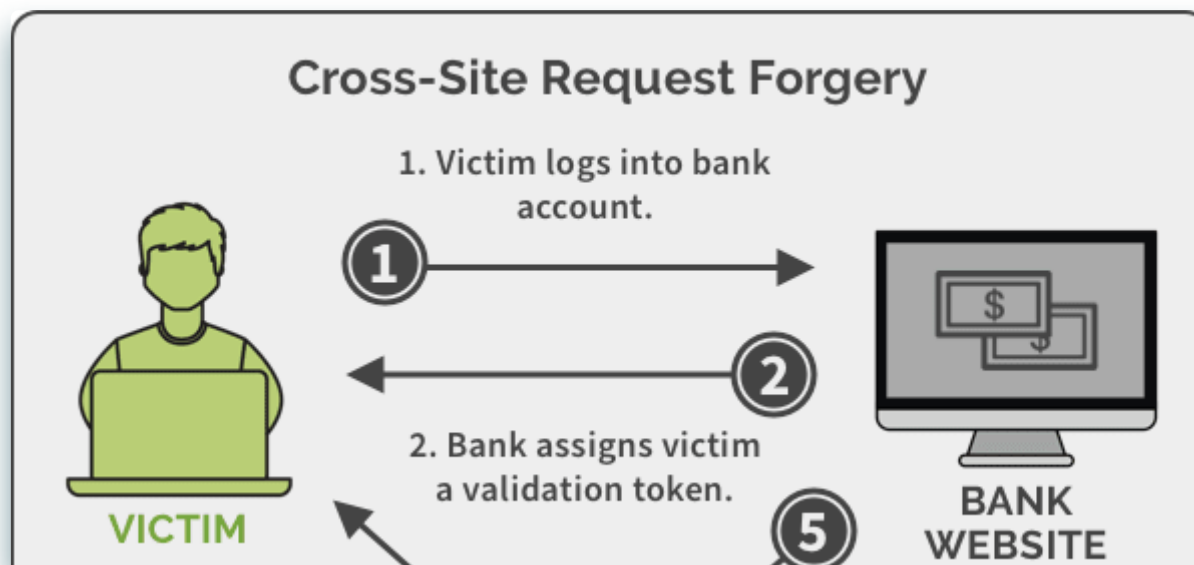 Cross-Site Request Forgery
1. Victim logs into bank
account.
1
$
$
2
2. Bank assigns victim
a validation token.
5
VICTIM
BANK
WEBSITE